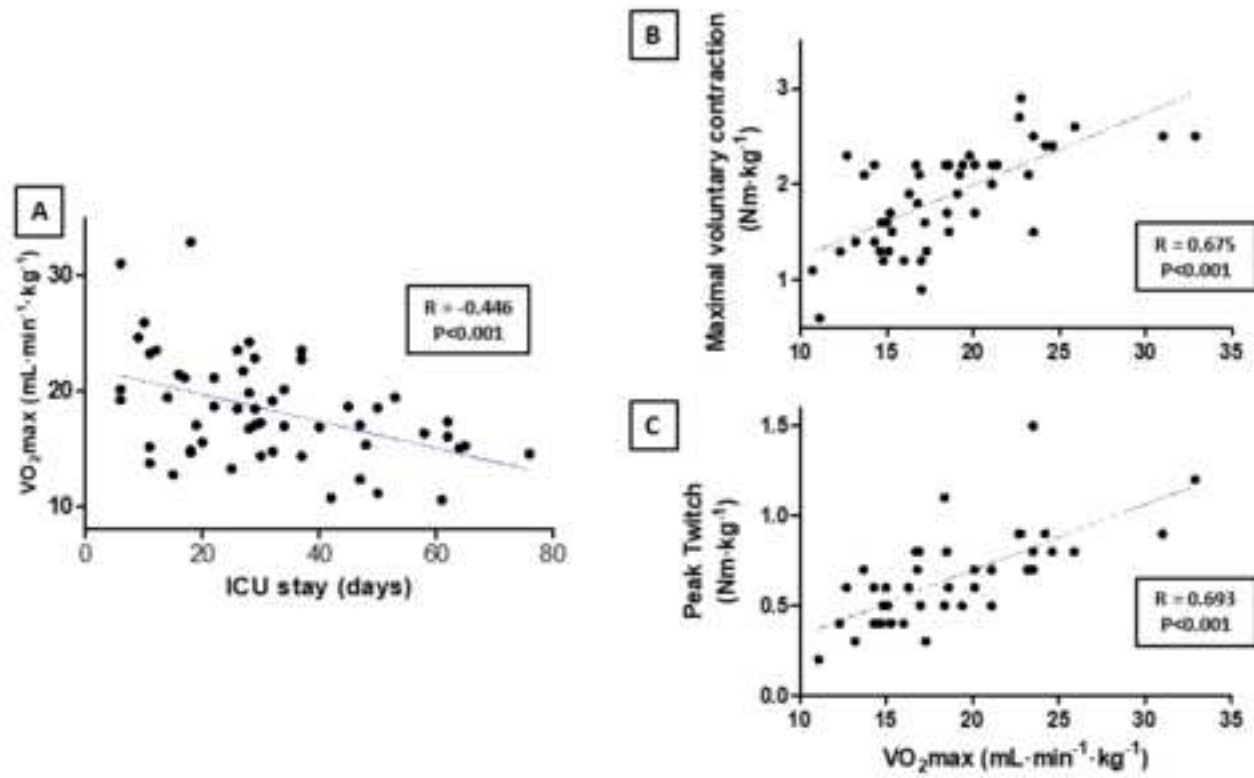 A
VO₂max (mL·min⁻¹·kg⁻¹)
30
20
10
0 20 40 60 80
ICU stay (days)
R = -0.446
P<0.001
B
Maximal voluntary contraction
(Nm·kg⁻¹)
3
2
1
10 15 20 25 30 35
R = 0.675
P<0.001
C
Peak Twitch
(Nm·kg⁻¹)
1.5
1.0
0.5
0.0
10 15 20 25 30 35
VO₂max (mL·min⁻¹·kg⁻¹)
R = 0.693
P<0.001